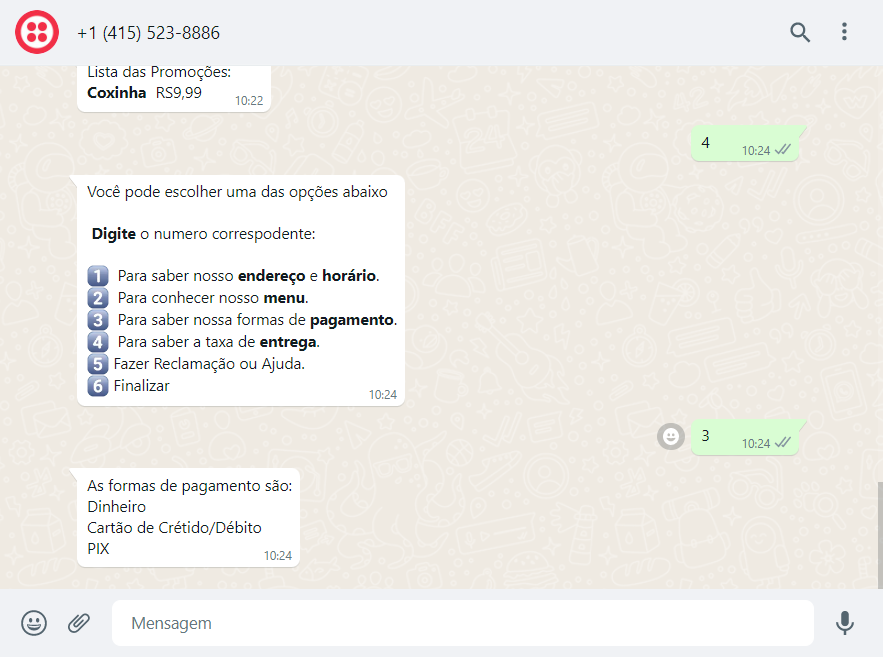 +1 (415) 523-8886
Lista das Promoções:
Coxinha RS9,99
10:22
4
10:24
Você pode escolher uma das opções abaixo
Digite o numero correspodente:
1 Para saber nosso endereço e horário.
2 Para conhecer nosso menu.
3 Para saber nossa formas de pagamento.
4 Para saber a taxa de entrega.
5 Fazer Reclamação ou Ajuda.
6 Finalizar
10:24
3
10:24
As formas de pagamento são:
Dinheiro
Cartão de Crétido/Débito
PIX
10:24
Mensagem